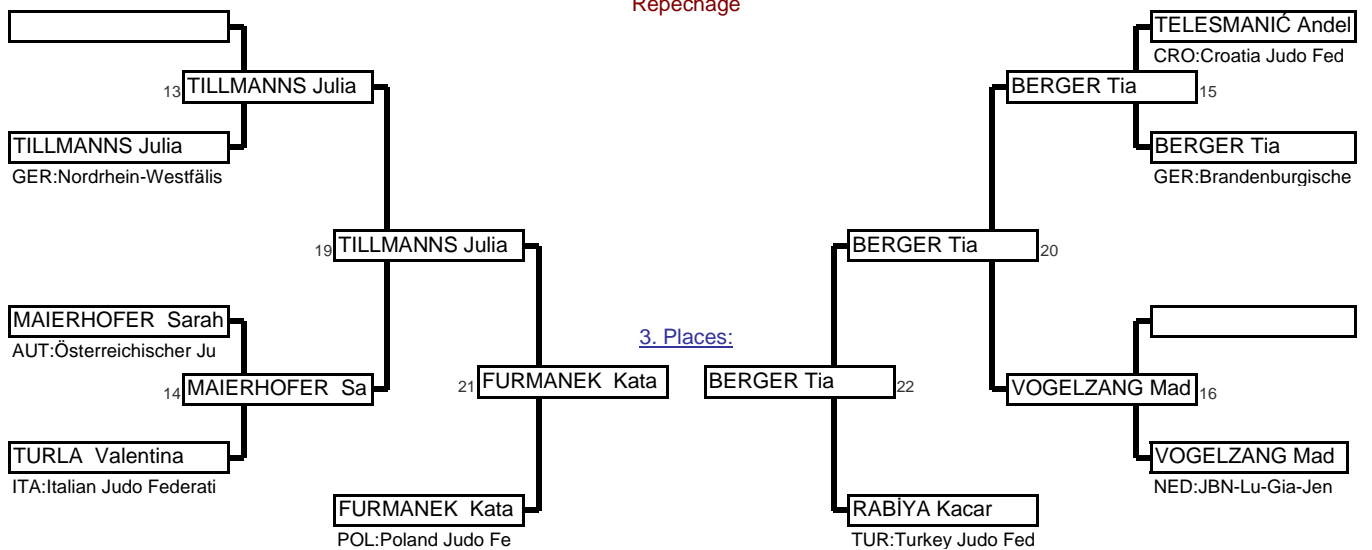 Repechage
TELESMANIĆ Andel
CRO:Croatia Judo Fed
13 TILLMANNS Julia
BERGER Tia 15
TILLMANNS Julia
GER:Nordrhein-Westfälis
BERGER Tia
GER:Brandenburgische
19 TILLMANNS Julia
BERGER Tia 20
MAIERHOFER Sarah
AUT:Österreichischer Ju
3. Places:
14 MAIERHOFER Sa
21 FURMANEK Kata
BERGER Tia 22
VOGELZANG Mad 16
TURLA Valentina
ITA:Italian Judo Federati
VOGELZANG Mad
NED:JBN-Lu-Gia-Jen
FURMANEK Kata
POL:Poland Judo Fe
RABİYA Kacar
TUR:Turkey Judo Fed